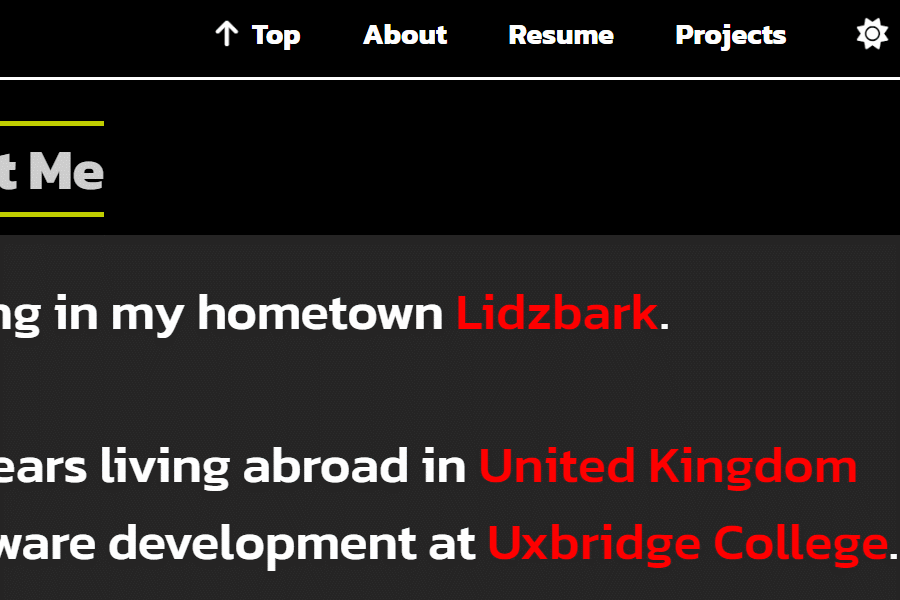 Top About Resume Projects
t Me
ng in my hometown Lidzbark.
ears living abroad in United Kingdom
ware development at Uxbridge College.